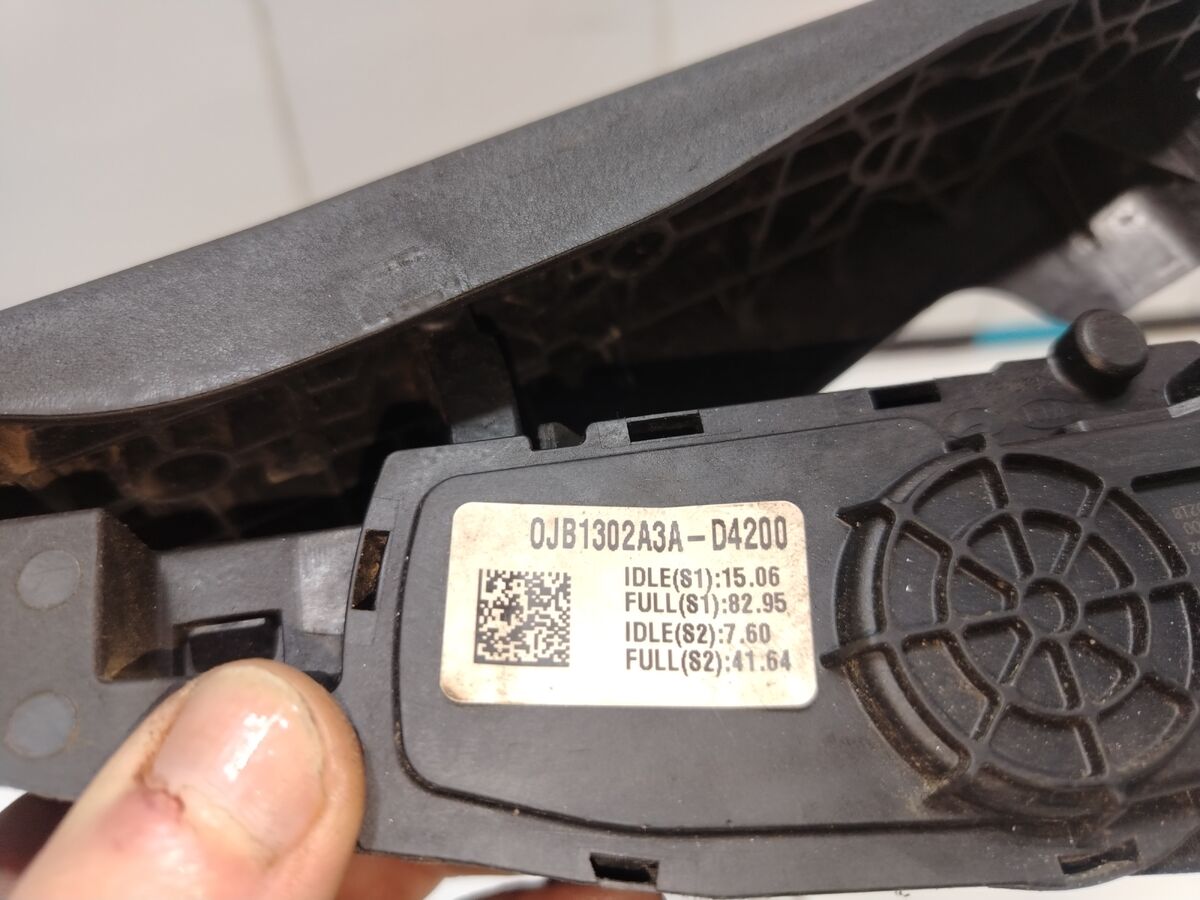 0JB1302A3A-D4200
IDLE(S1):15.06
FULL(S1):82.95
IDLE(S2):7.60
FULL(S2):41.64